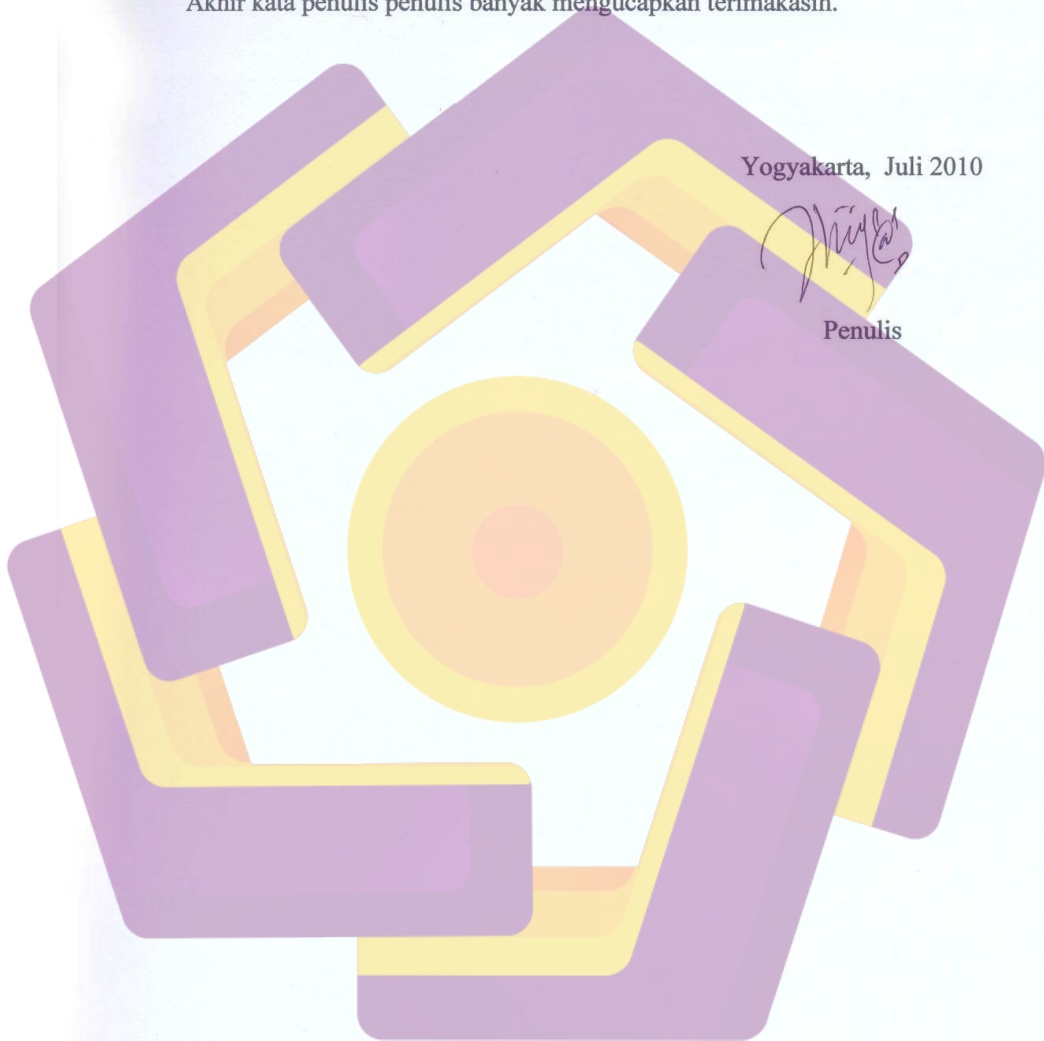 Akhir kata penulis penulis banyak mengucapkan terimakasih.
Yogyakarta,  Juli 2010
Penulis